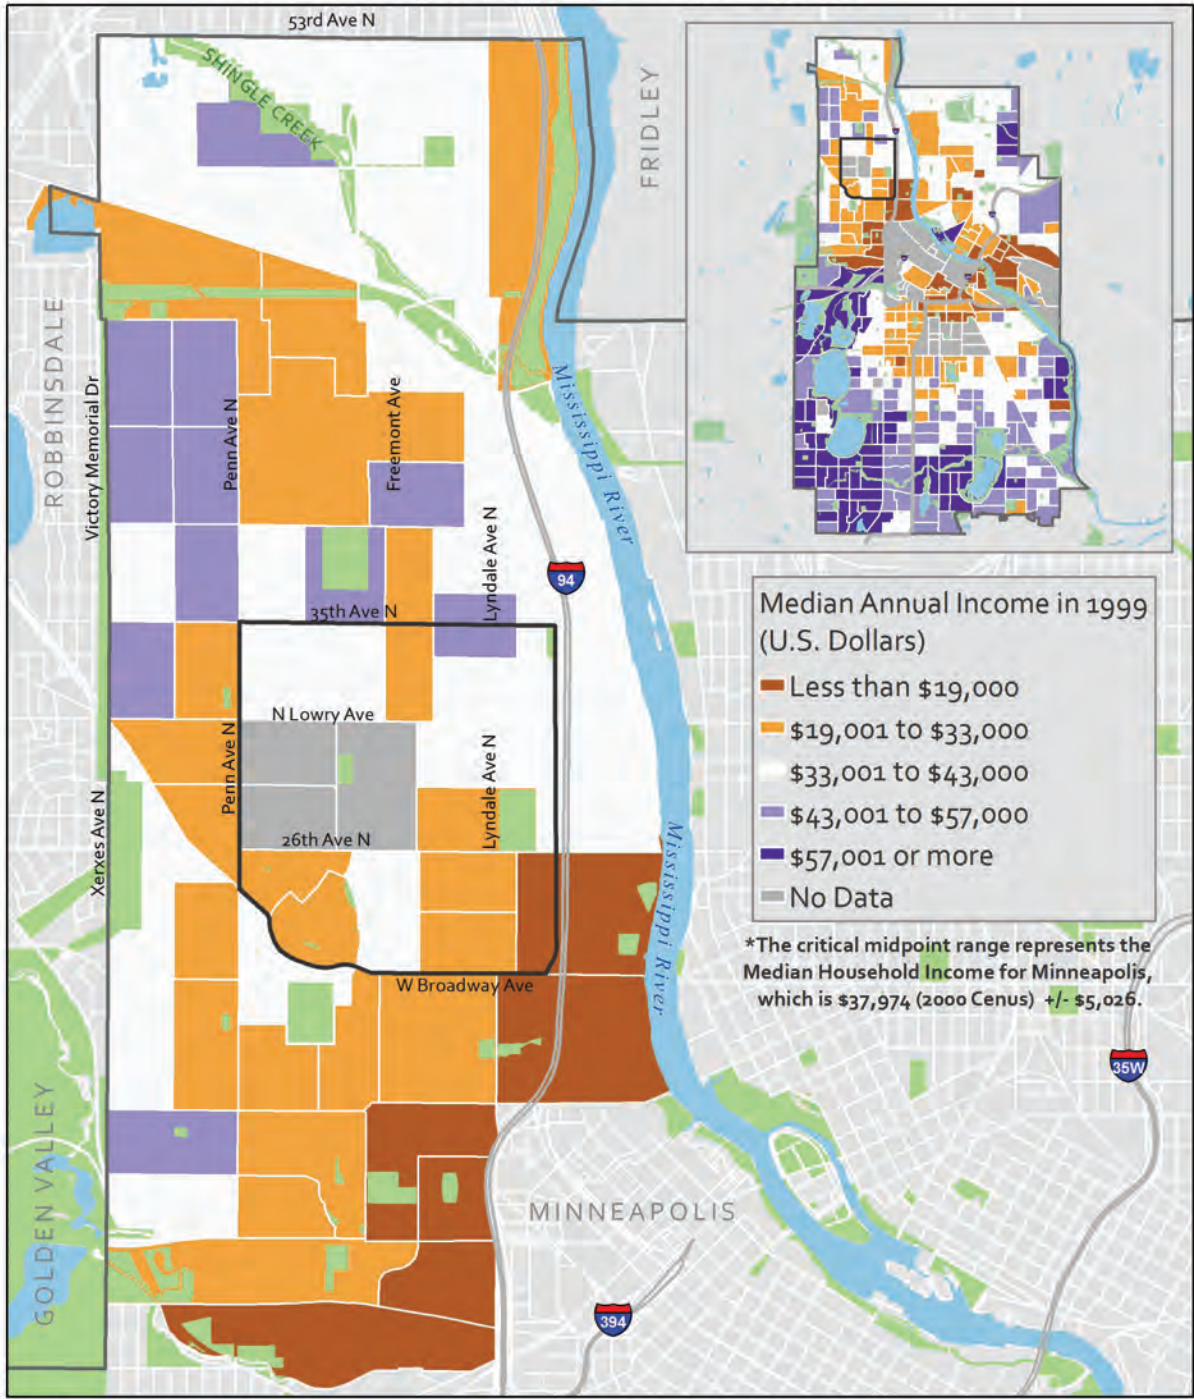 53rd Ave N
SHINGLE CREEK
FRIDLEY
ROBBINSDALE
Victory Memorial Dr
Penn Ave N
Freemont Ave
Mississippi River
Lyndale Ave N
94
35th Ave N
N Lowry Ave
Penn Ave N
Lyndale Ave N
Xerxes Ave N
26th Ave N
Mississippi River
W Broadway Ave
GOLDEN VALLEY
MINNEAPOLIS
394
35W
Median Annual Income in 1999
(U.S. Dollars)
Less than $19,000
$19,001 to $33,000
$33,001 to $43,000
$43,001 to $57,000
$57,001 or more
No Data
*The critical midpoint range represents the
Median Household Income for Minneapolis,
which is $37,974 (2000 Cenus) +/- $5,026.